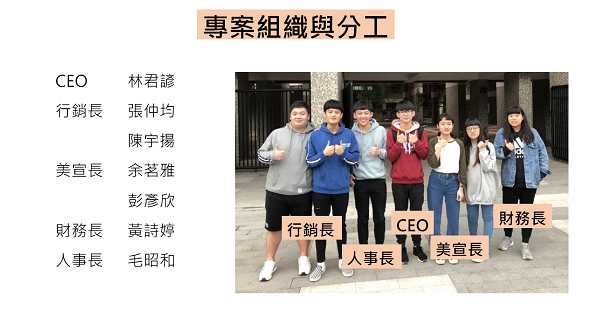 專案組織與分工
CEO 林君諺
行銷長 張仲均
陳宇揚
美宣長 余茗雅
彭彥欣
財務長 黃詩婷
人事長 毛昭和
行銷長
人事長
CEO
美宣長
財務長